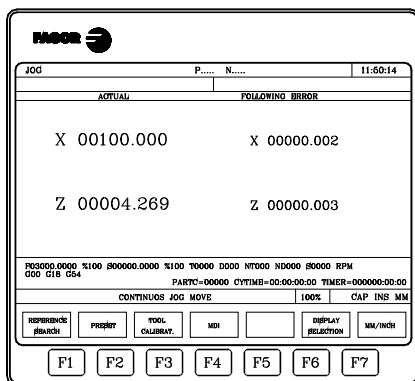 FAGOR
JOG P..... N..... 11:50:14
ACTUAL FOLLOWING ERROR
X 00100.000 X 00000.002
Z 00004.269 Z 00000.003
F03000.0000 %100 S00000.0000 %100 T0000 D000 NT000 ND000 S0000 RPM
G00 G18 G54
PARTC=00000 CYTIME=00:00:00:00 TIMER=000000:00:00
CONTINUOS JOG MOVE 100% CAP INS MM
REFERENCE SEARCH PRESET TOOL CALIBRAT. MDI DISPLAY SELECTION MM/INCH
F1 F2 F3 F4 F5 F6 F7